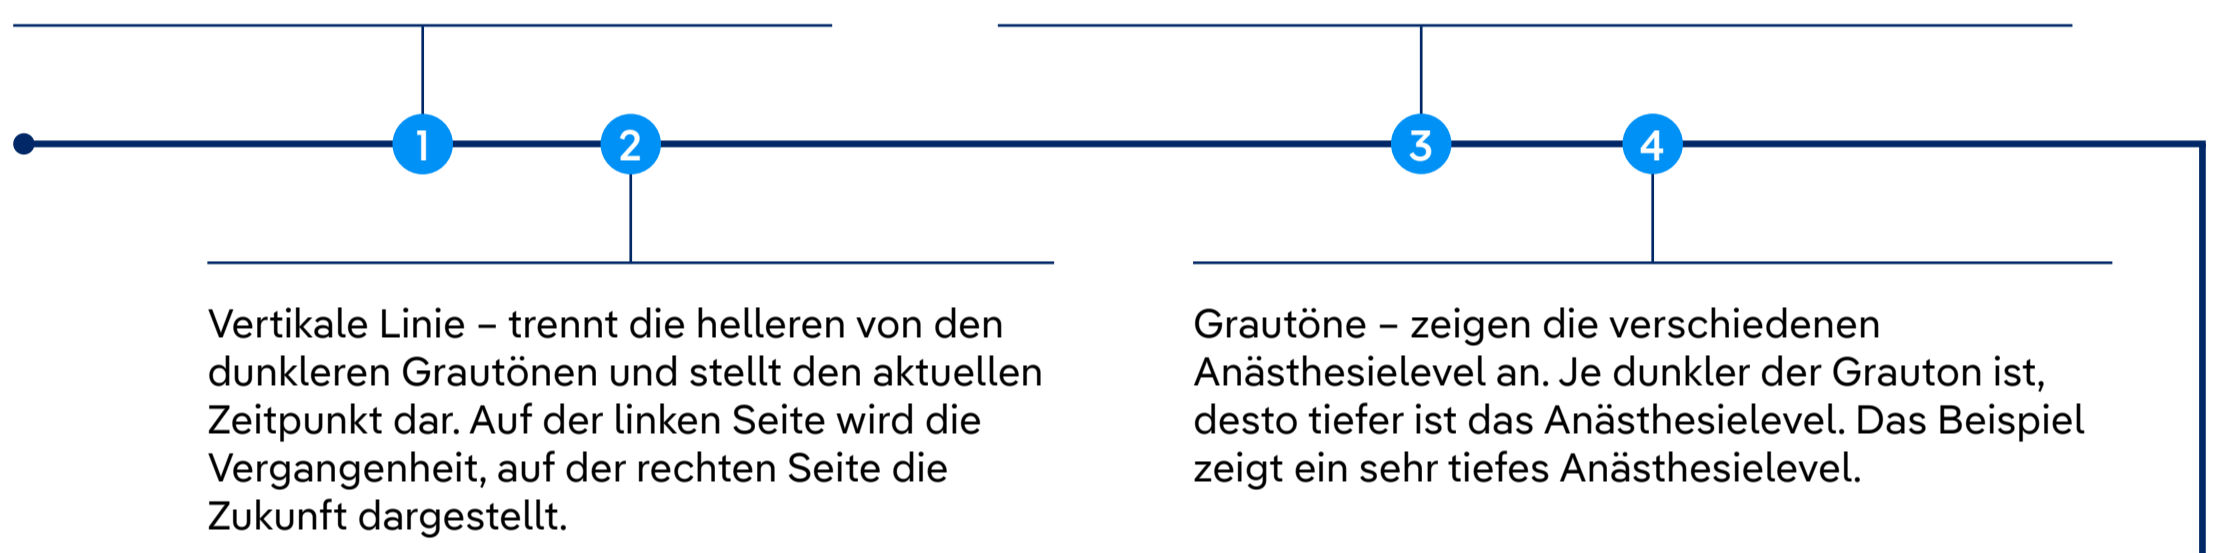 1
2
3
4
Vertikale Linie – trennt die helleren von den
dunkleren Grautönen und stellt den aktuellen
Zeitpunkt dar. Auf der linken Seite wird die
Vergangenheit, auf der rechten Seite die
Zukunft dargestellt.
Grautöne – zeigen die verschiedenen
Anästhesielevel an. Je dunkler der Grauton ist,
desto tiefer ist das Anästhesielevel. Das Beispiel
zeigt ein sehr tiefes Anästhesielevel.